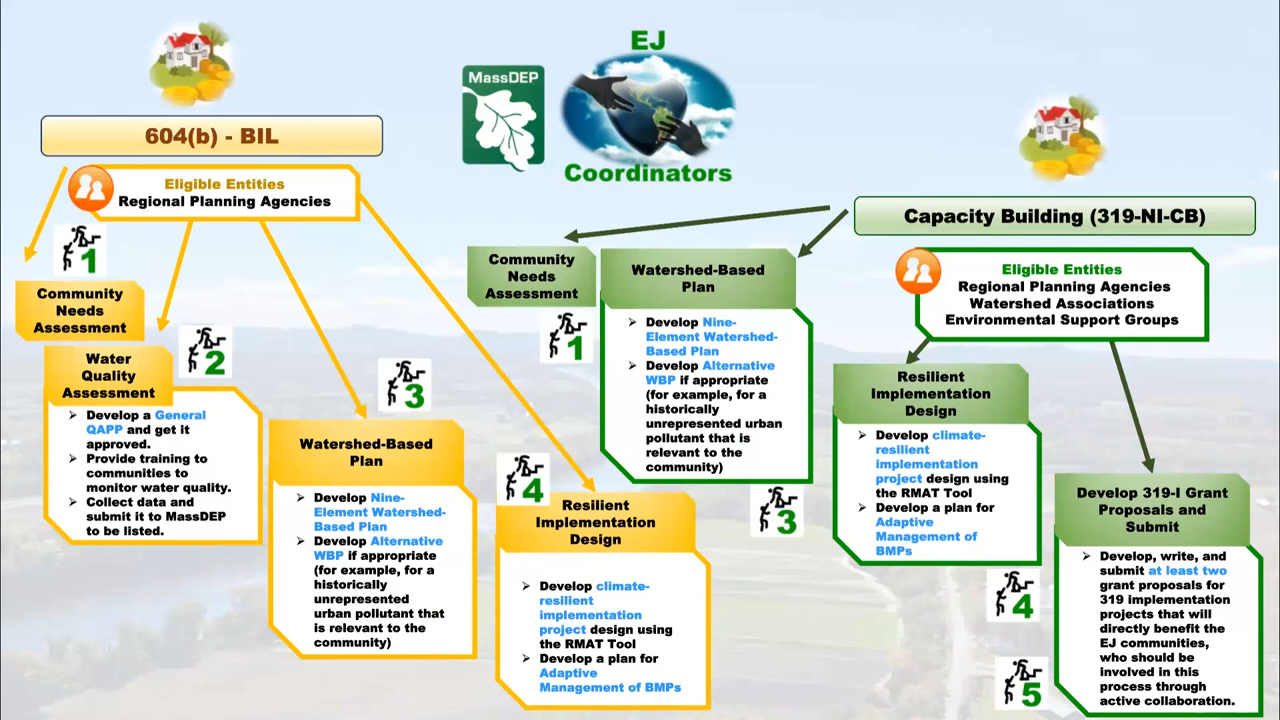 EJ
MassDEP
Coordinators
604(b) - BIL
Eligible Entities
Regional Planning Agencies
1
Community
Needs
Assessment
2
Water
Quality
Assessment
➢ Develop a General
QAPP and get it
approved.
➢ Provide training to
communities to
monitor water quality.
➢ Collect data and
submit it to MassDEP
to be listed.
3
Watershed-Based
Plan
➢ Develop Nine-
Element Watershed-
Based Plan
➢ Develop Alternative
WBP if appropriate
(for example, for a
historically
unrepresented
urban pollutant that
is relevant to the
community)
4
Resilient
Implementation
Design
➢ Develop climate-
resilient
implementation
project design using
the RMAT Tool
➢ Develop a plan for
Adaptive
Management of BMPs
Capacity Building (319-NI-CB)
Eligible Entities
Regional Planning Agencies
Watershed Associations
Environmental Support Groups
Community
Needs
Assessment
1
Watershed-Based
Plan
➢ Develop Nine-
Element Watershed-
Based Plan
➢ Develop Alternative
WBP if appropriate
(for example, for a
historically
unrepresented urban
pollutant that is
relevant to the
community)
3
Resilient
Implementation
Design
➢ Develop climate-
resilient
implementation
project design using
the RMAT Tool
➢ Develop a plan for
Adaptive
Management of
BMPs
4
Develop 319-I Grant
Proposals and
Submit
➢ Develop, write, and
submit at least two
grant proposals for
319 implementation
projects that will
directly benefit the
EJ communities,
who should be
involved in this
process through
active collaboration.
5